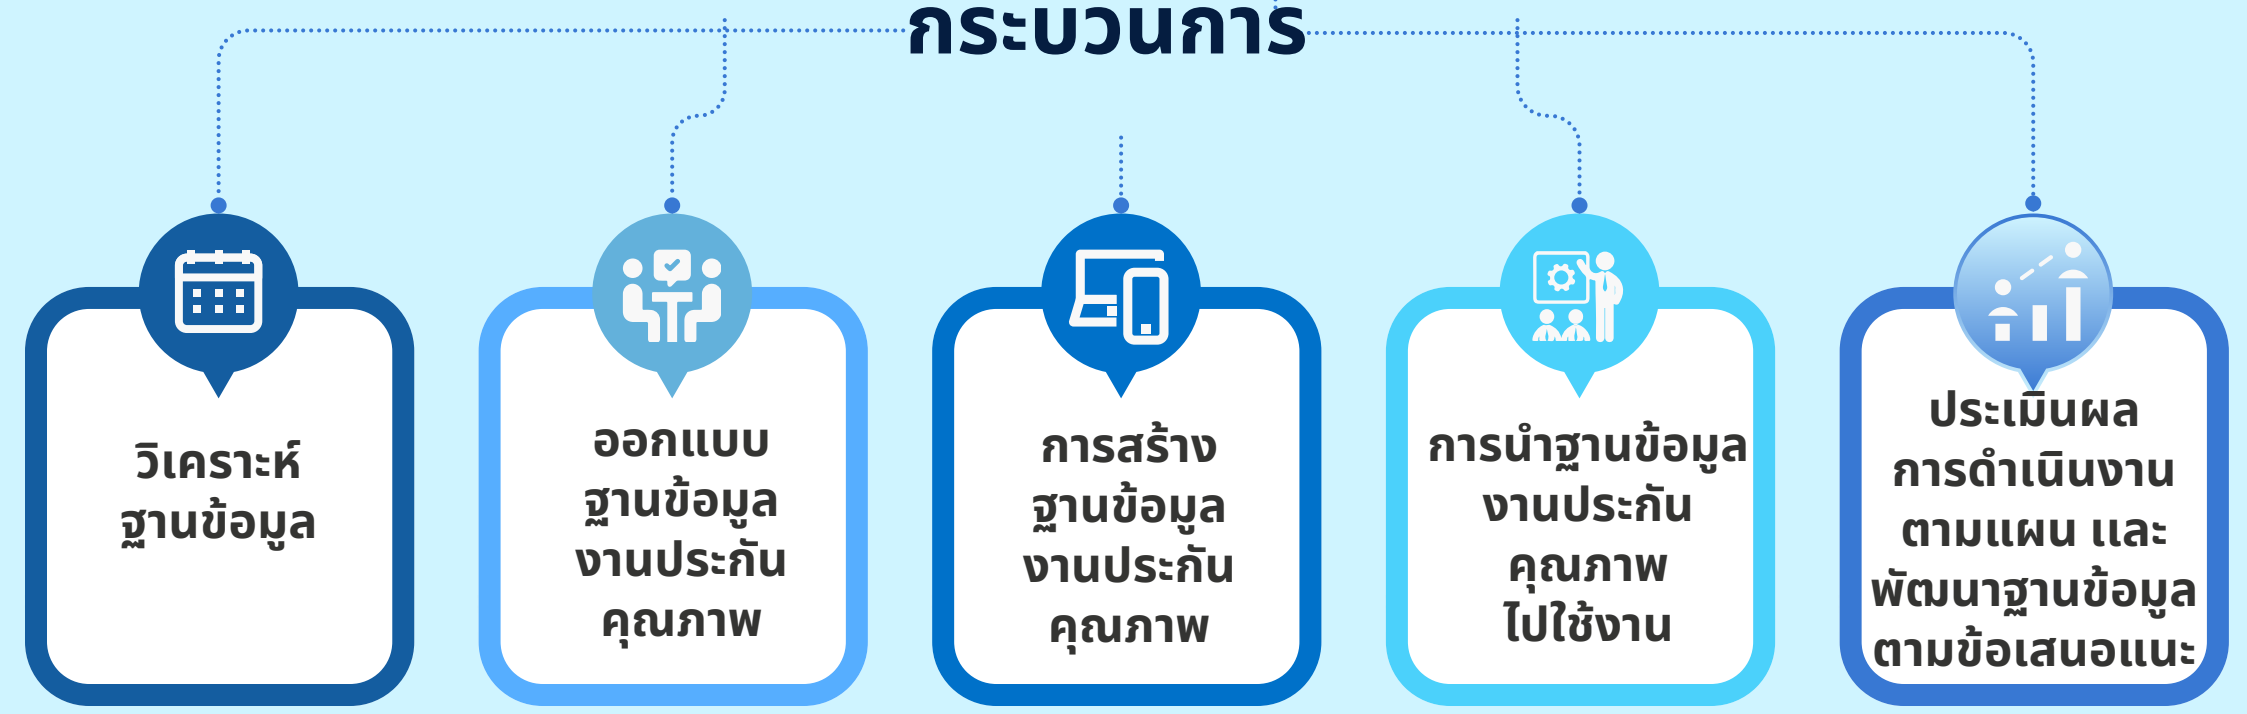 กระบวนการ
วิเคราะห์
ฐานข้อมูล
ออกแบบ
ฐานข้อมูล
งานประกัน
คุณภาพ
การสร้าง
ฐานข้อมูล
งานประกัน
คุณภาพ
การนำฐานข้อมูล
งานประกัน
คุณภาพ
ไปใช้งาน
ประเมินผล
การดำเนินงาน
ตามแผน และ
พัฒนาฐานข้อมูล
ตามข้อเสนอแนะ